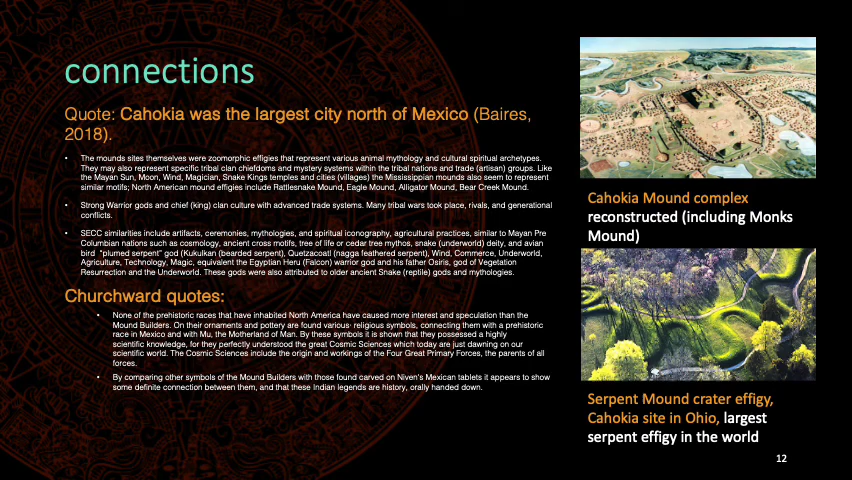 connections
Quote: Cahokia was the largest city north of Mexico (Baires,
2018).
• The mounds sites themselves were zoomorphic effigies that represent various animal mythology and cultural spiritual archetypes.
They may also represent specific tribal clan chiefdoms and mystery systems within the tribal nations and trade (artisan) groups. Like
the Mayan Sun, Moon, Wind, Magician, Snake Kings temples and cities (villages) the Mississippian mounds also seem to represent
similar motifs; North American mound effigies include Rattlesnake Mound, Eagle Mound, Alligator Mound, Bear Creek Mound.
• Strong Warrior gods and chief (king) clan culture with advanced trade systems. Many tribal wars took place, rivals, and generational
conflicts.
• SECC similarities include artifacts, ceremonies, mythologies, and spiritual iconography, agricultural practices, similar to Mayan Pre
Columbian nations such as cosmology, ancient cross motifs, tree of life or cedar tree mythos, snake (underworld) deity, and avian
bird "plumed serpent" god (Kukulkan (bearded serpent), Quetzacoatl (nagga feathered serpent), Wind, Commerce, Underworld,
Agriculture, Technology, Magic, equivalent the Egyptian Heru (Falcon) warrior god and his father Osiris, god of Vegetation
Resurrection and the Underworld. These gods were also attributed to older ancient Snake (reptile) gods and mythologies.
Churchward quotes:
• None of the prehistoric races that have inhabited North America have caused more interest and speculation than the
Mound Builders. On their ornaments and pottery are found various· religious symbols, connecting them with a prehistoric
race in Mexico and with Mu, the Motherland of Man. By these symbols it is shown that they possessed a highly
scientific knowledge, for they perfectly understood the great Cosmic Sciences which today are just dawning on our
scientific world. The Cosmic Sciences include the origin and workings of the Four Great Primary Forces, the parents of all
forces.
• By comparing other symbols of the Mound Builders with those found carved on Niven's Mexican tablets it appears to show
some definite connection between them, and that these Indian legends are history, orally handed down.
Cahokia Mound complex
reconstructed (including Monks
Mound)
Serpent Mound crater effigy,
Cahokia site in Ohio, largest
serpent effigy in the world
12